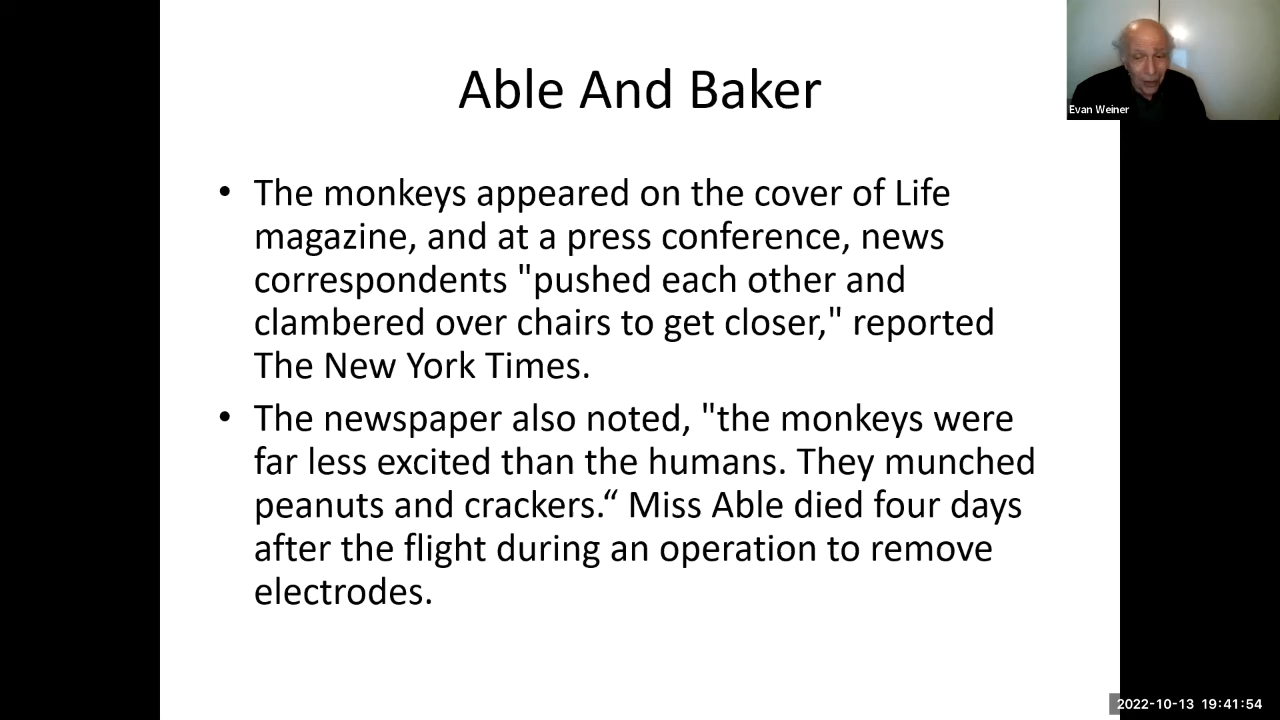 Able And Baker
Evan Weiner
• The monkeys appeared on the cover of Life
magazine, and at a press conference, news
correspondents "pushed each other and
clambered over chairs to get closer," reported
The New York Times.
• The newspaper also noted, "the monkeys were
far less excited than the humans. They munched
peanuts and crackers.“ Miss Able died four days
after the flight during an operation to remove
electrodes.
2022-10-13 19:41:54